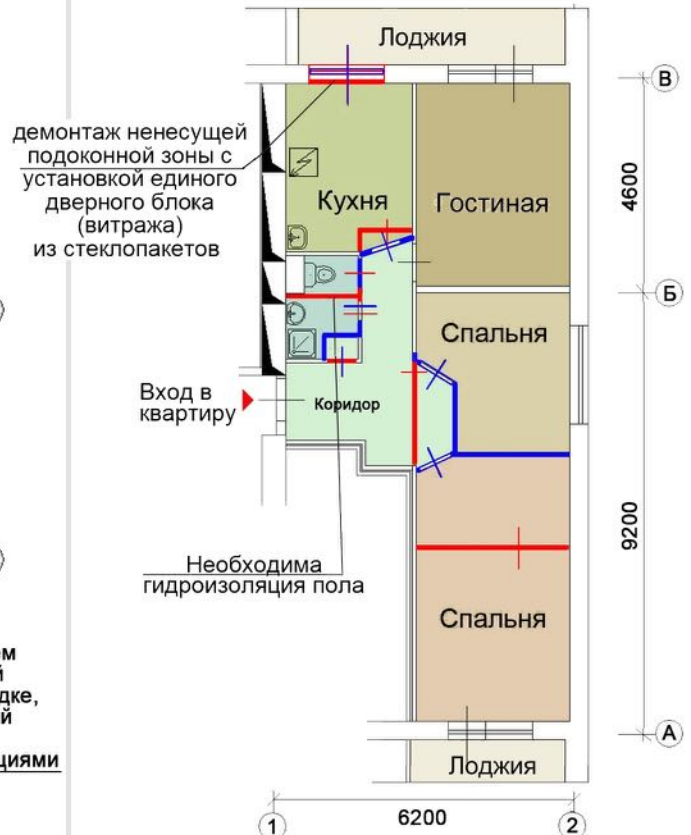 Лоджия
В
демонтаж ненесущей
подоконной зоны с
установкой единого
дверного блока
(витража)
из стеклопакетов
4600
Кухня
Гостиная
Б
Спальня
Вход в
квартиру
Коридор
9200
Необходима
гидроизоляция пола
Спальня
А
Лоджия
6200
1
2